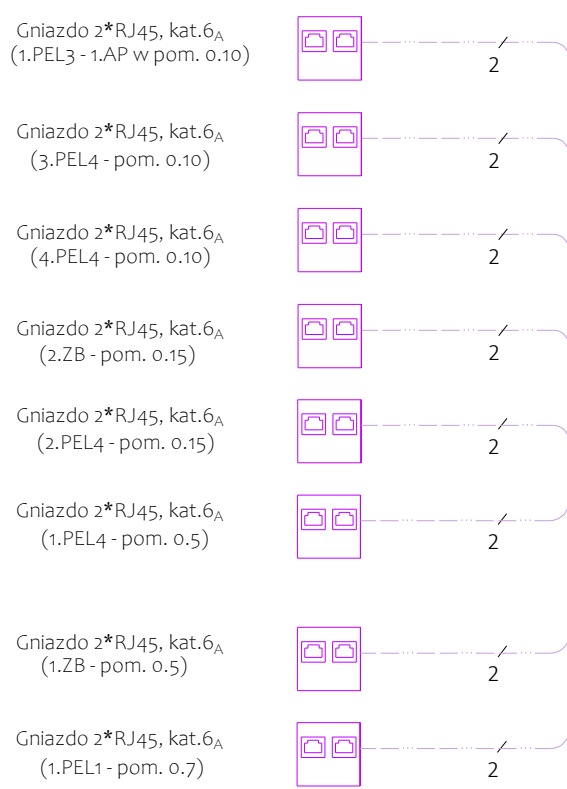 Gniazdo 2*RJ45, kat.6A
(1.PEL3 - 1.AP w pom. 0.10)
2
Gniazdo 2*RJ45, kat.6A
(3.PEL4 - pom. 0.10)
2
Gniazdo 2*RJ45, kat.6A
(4.PEL4 - pom. 0.10)
2
Gniazdo 2*RJ45, kat.6A
(2.ZB - pom. 0.15)
2
Gniazdo 2*RJ45, kat.6A
(2.PEL4 - pom. 0.15)
2
Gniazdo 2*RJ45, kat.6A
(1.PEL4 - pom. 0.5)
2
Gniazdo 2*RJ45, kat.6A
(1.ZB - pom. 0.5)
2
Gniazdo 2*RJ45, kat.6A
(1.PEL1 - pom. 0.7)
2